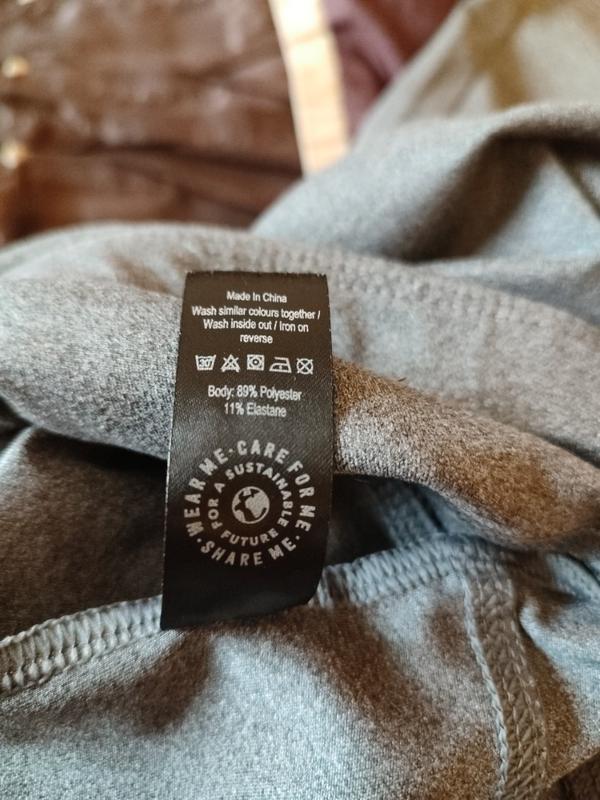 Made In China
Wash similar colours together /
Wash inside out / Iron on
reverse
30
Body: 89% Polyester
11% Elastane
WEAR ME · CARE FOR ME · SHARE ME ·
FOR A SUSTAINABLE FUTURE